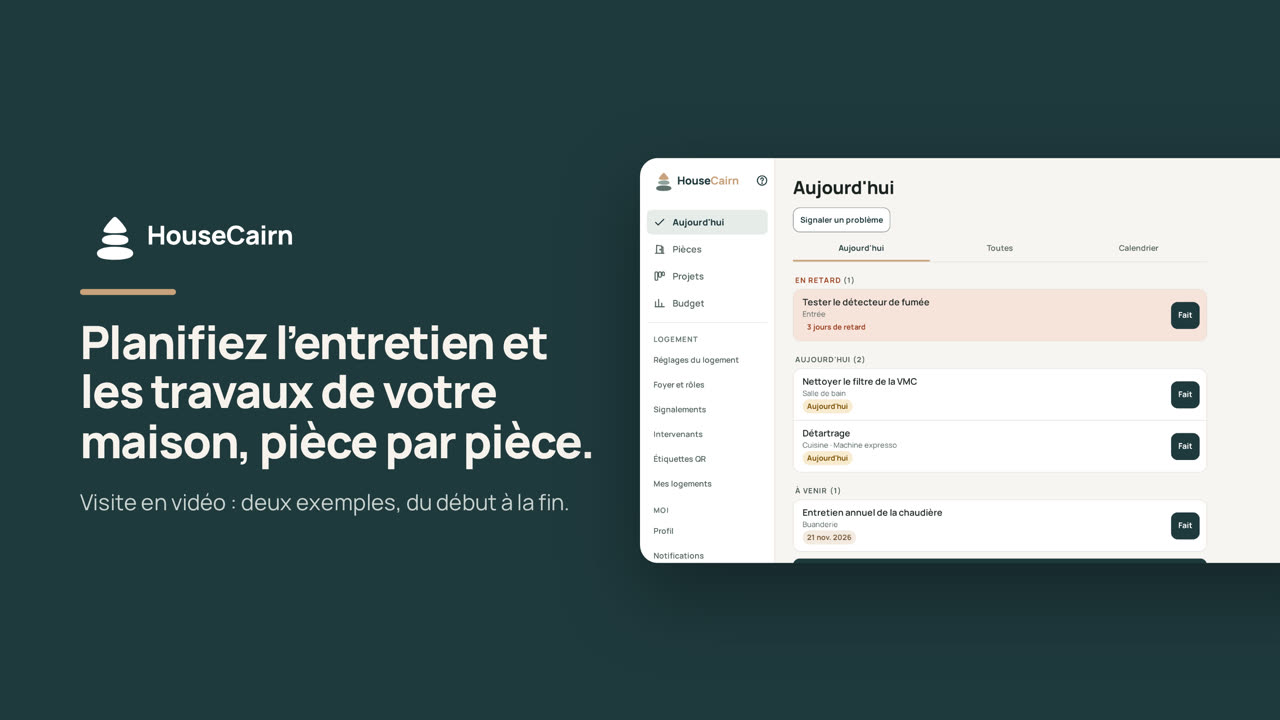 HouseCairn
Planifiez l'entretien et
les travaux de votre
maison, pièce par pièce.
Visite en vidéo : deux exemples, du début à la fin.
HouseCairn
Aujourd'hui
Pièces
Projets
Budget
LOGEMENT
Réglages du logement
Foyer et rôles
Signalements
Intervenants
Étiquettes QR
Mes logements
MOI
Profil
Notifications
Aujourd'hui
Signaler un problème
Aujourd'hui
Toutes
Calendrier
EN RETARD (1)
Tester le détecteur de fumée
Entrée
3 jours de retard
Fait
AUJOURD'HUI (2)
Nettoyer le filtre de la VMC
Salle de bain
Aujourd'hui
Fait
Détartrage
Cuisine · Machine expresso
Aujourd'hui
Fait
À VENIR (1)
Entretien annuel de la chaudière
Buanderie
21 nov. 2026
Fait